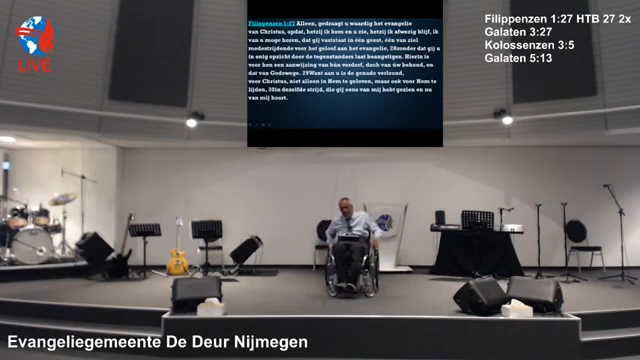 Filippenzen 1:27 Alleen, gedraagt u waardig het evangelie
van Christus, opdat, hetzij ik kom en u zie, hetzij ik afwezig blijf, ik
van u moge horen, dat gij vaststaat in één geest, één van ziel
medestrijdende voor het geloof aan het evangelie, 28zonder dat gij u
in enig opzicht door de tegenstanders laat beangstigen. Hierin is
voor hen een aanwijzing van hún verderf, doch van úw behoud, en
dat van Godswege. 29Want aan u is de genade verleend,
voor Christus, niet alleen in Hem te geloven, maar ook voor Hem te
lijden, 30in dezelfde strijd, die gij eens van mij hebt gezien en nu
van mij hoort.
Filippenzen 1:27 HTB 27 2x
Galaten 3:27
Kolossenzen 3:5
Galaten 5:13
LIVE
Evangeliegemeente De Deur Nijmegen